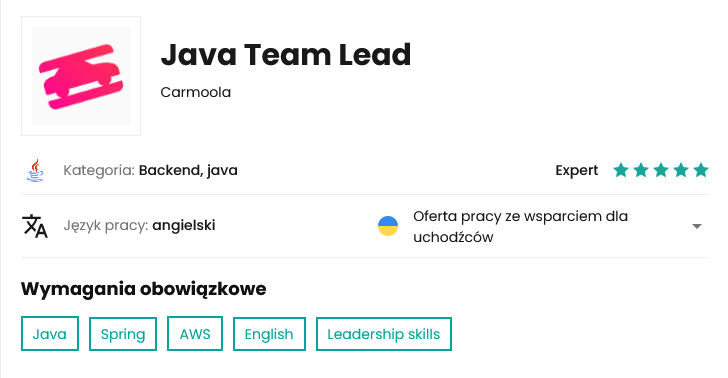 Java Team Lead
Carmoola
Kategoria: Backend, java
Expert
Język pracy: angielski
Oferta pracy ze wsparciem dla
uchodźców
Wymagania obowiązkowe
Java
Spring
AWS
English
Leadership skills